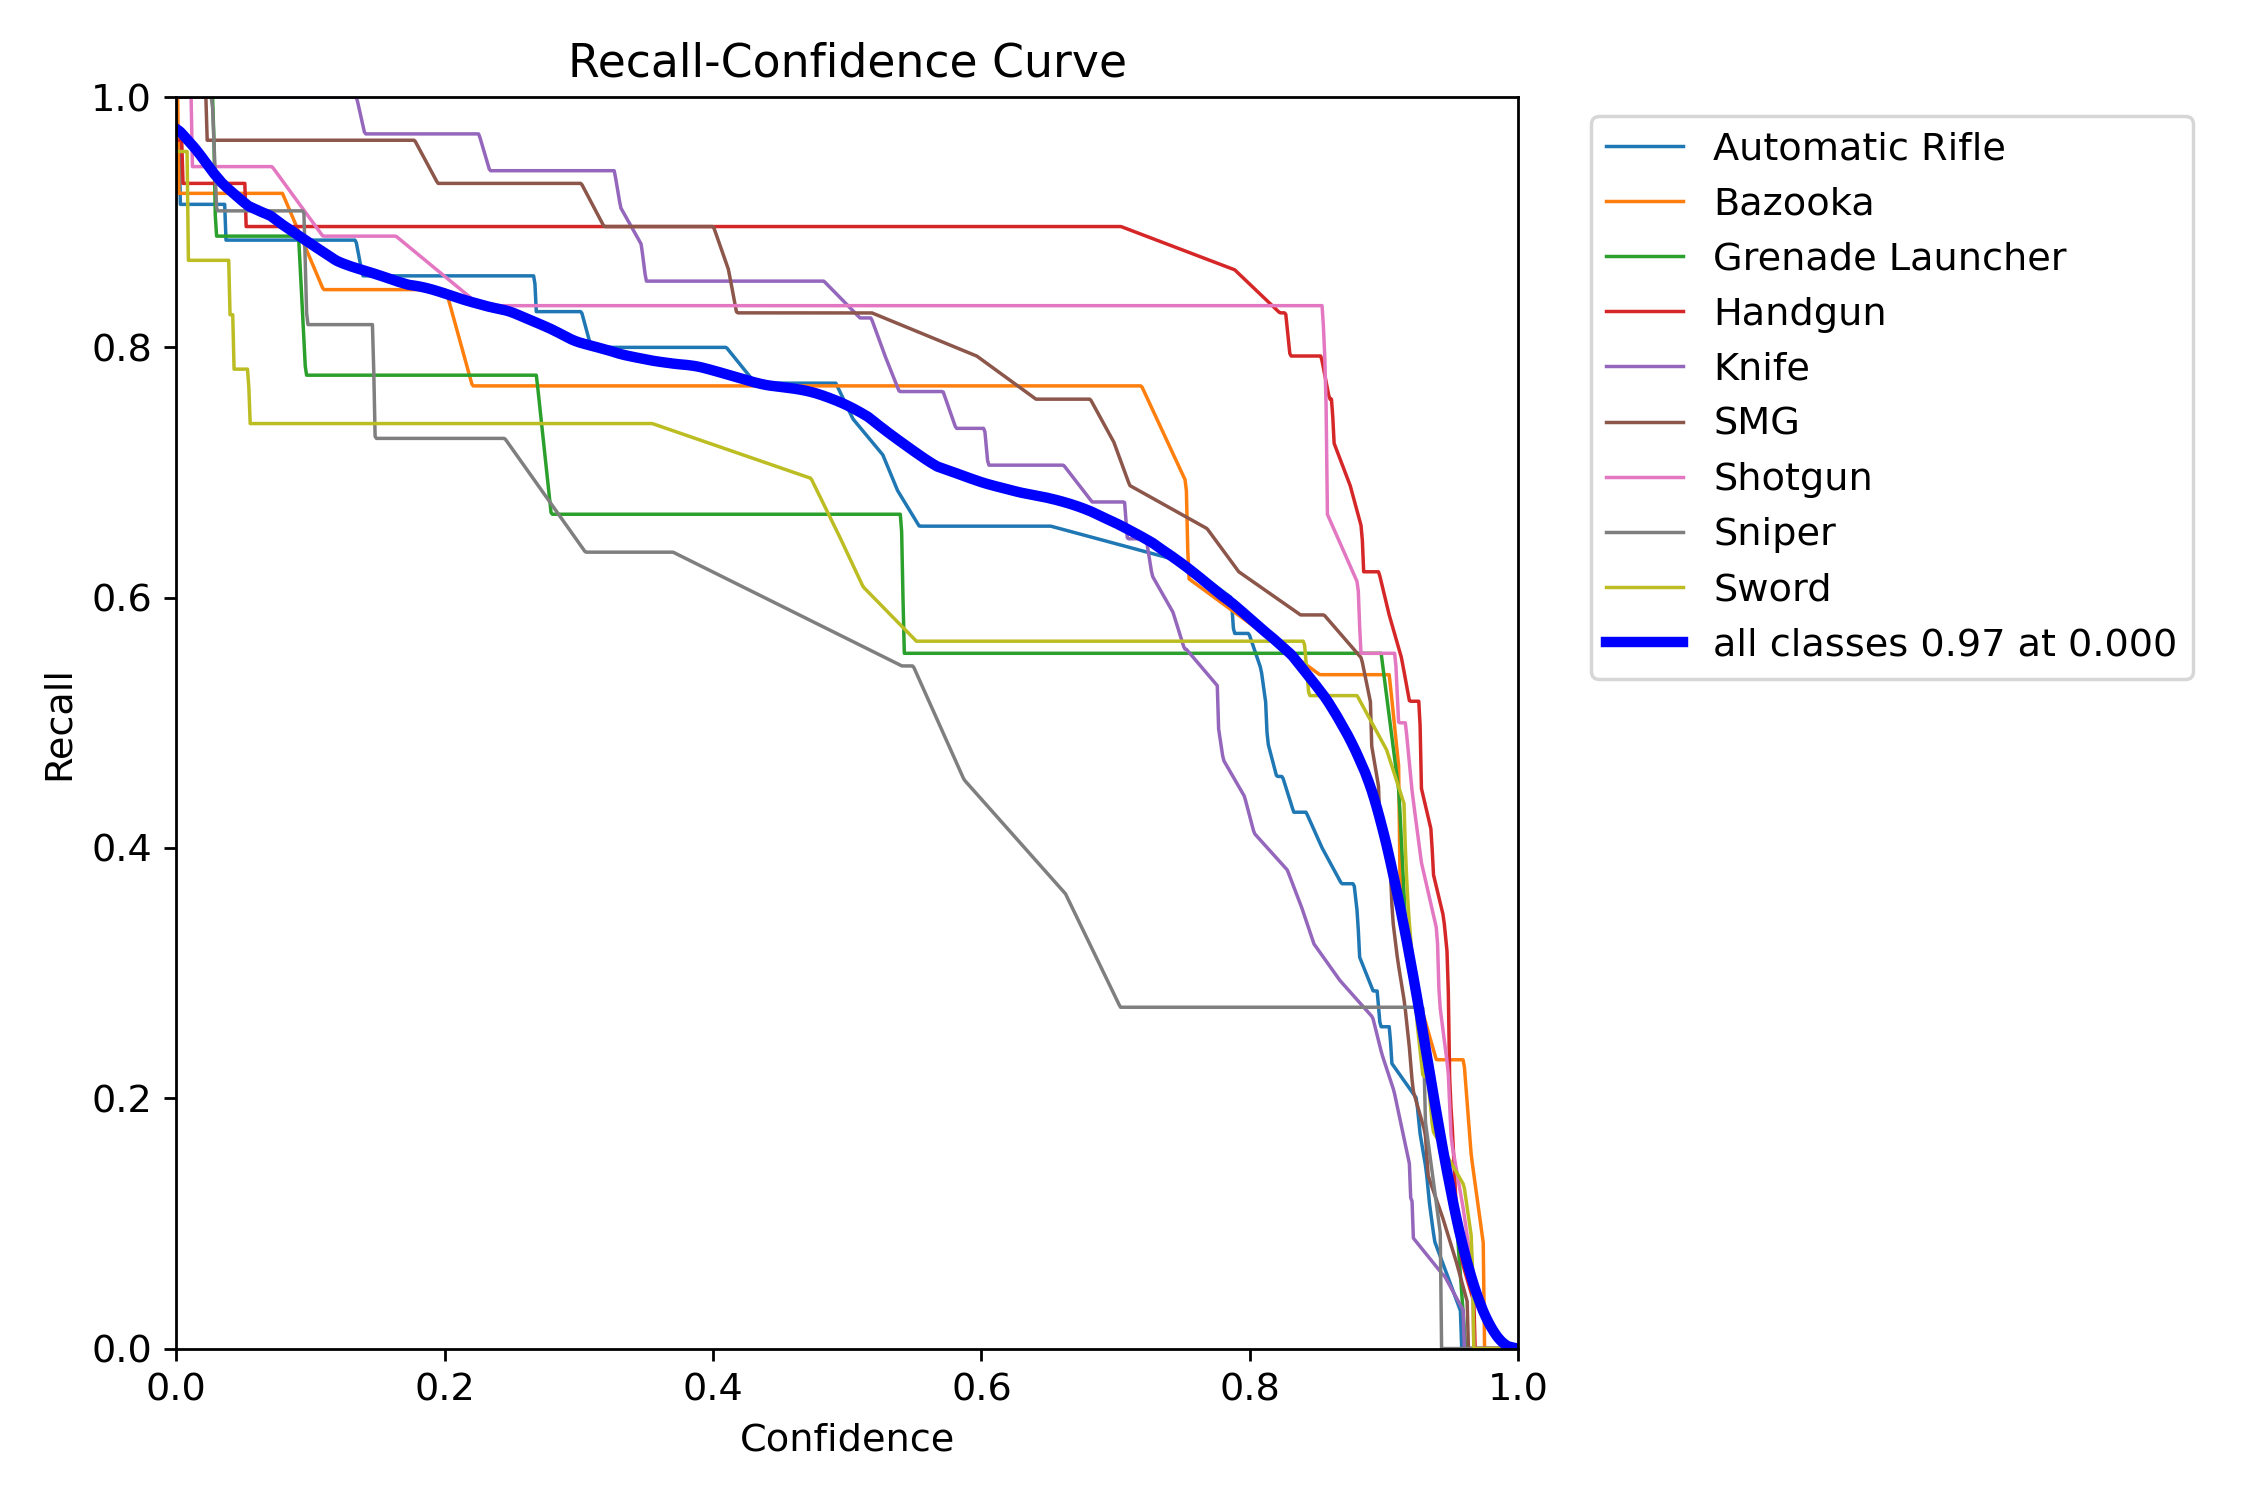 Recall-Confidence Curve
1.0
0.8
0.6
0.4
0.2
0.0
Recall
0.0 0.2 0.4 0.6 0.8 1.0
Confidence
Automatic Rifle
Bazooka
Grenade Launcher
Handgun
Knife
SMG
Shotgun
Sniper
Sword
all classes 0.97 at 0.000